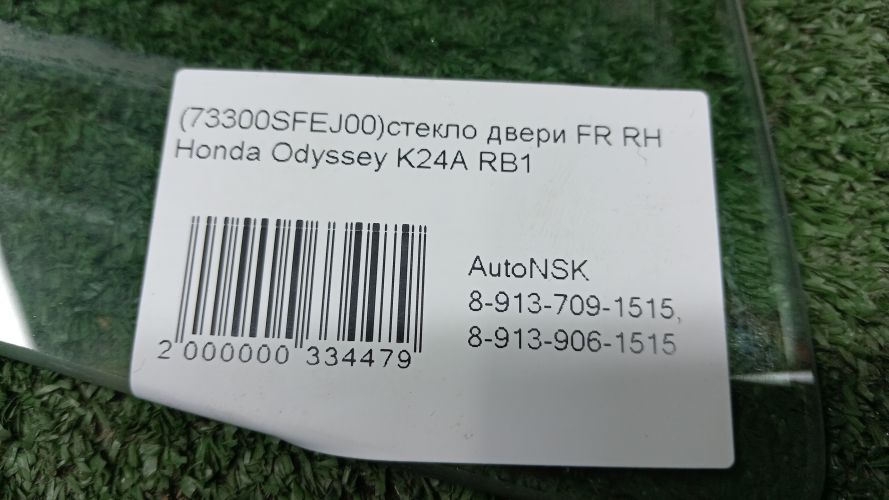 (73300SFEJ00)стекло двери FR RH
Honda Odyssey K24A RB1
AutoNSK
8-913-709-1515,
8-913-906-1515
2 000000 334479